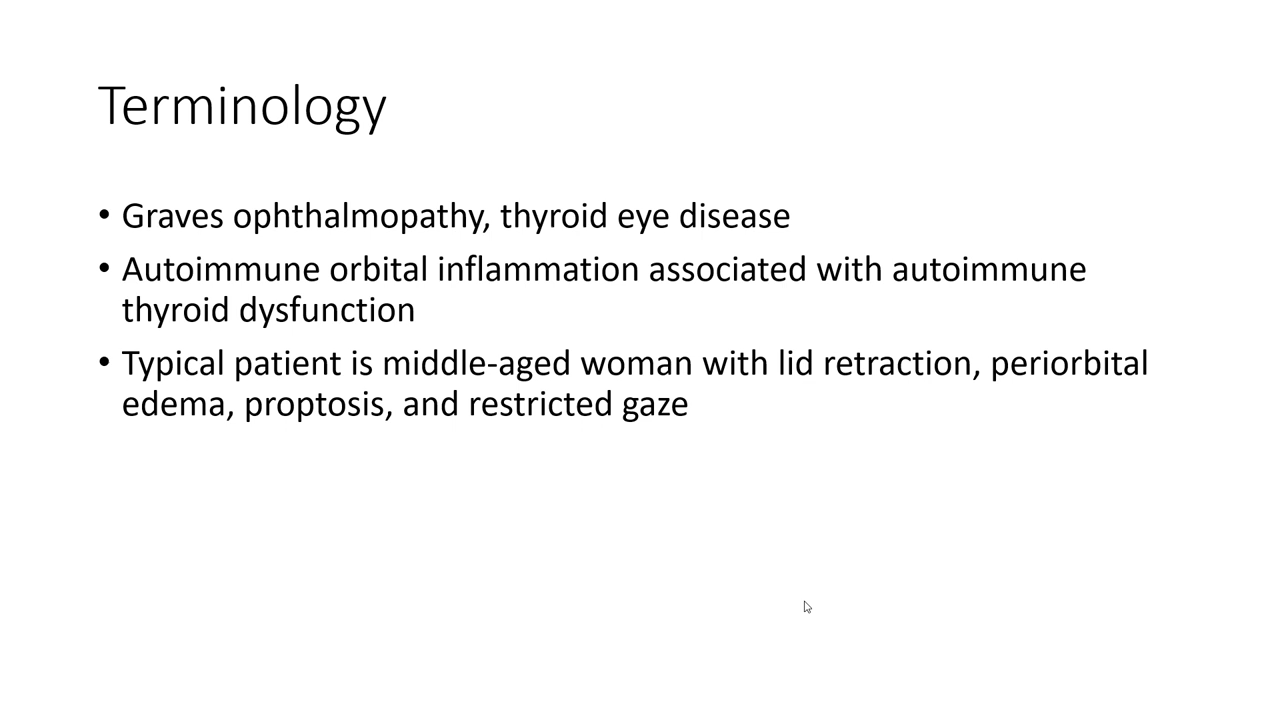 Terminology
• Graves ophthalmopathy, thyroid eye disease
• Autoimmune orbital inflammation associated with autoimmune
thyroid dysfunction
• Typical patient is middle-aged woman with lid retraction, periorbital
edema, proptosis, and restricted gaze